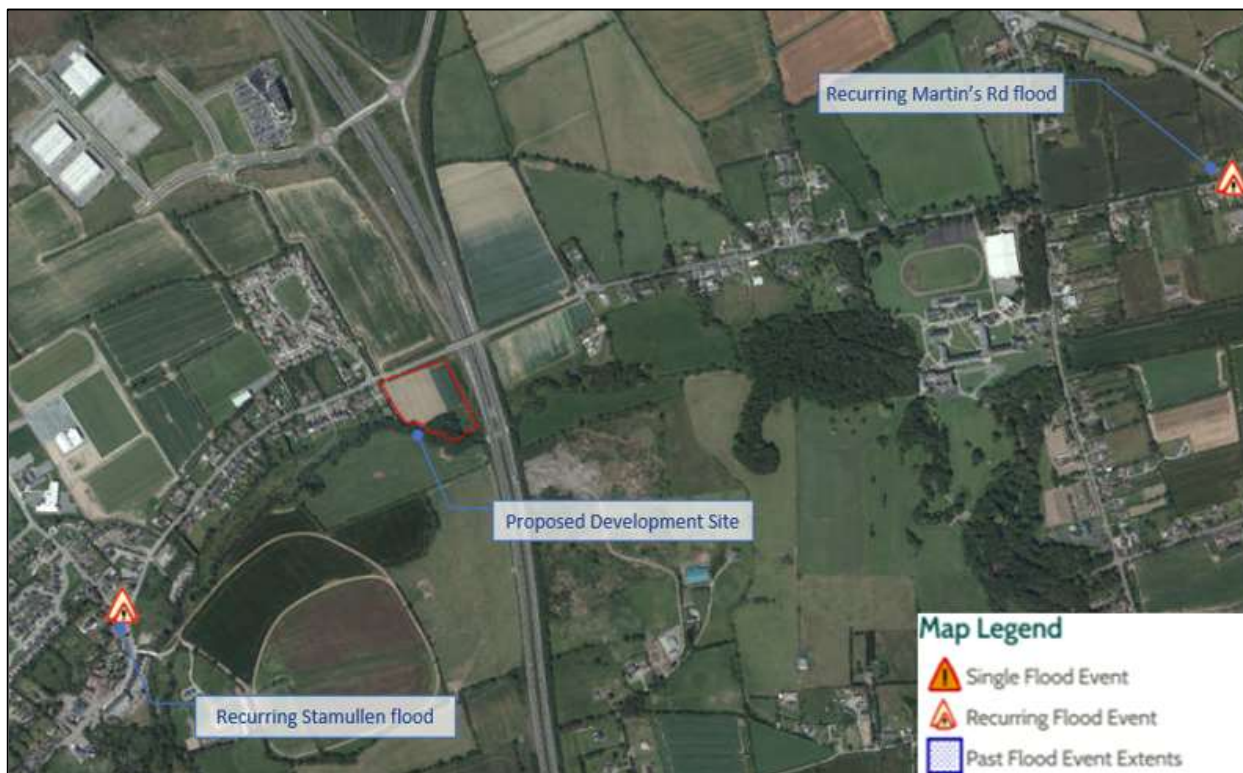 Recurring Martin's Rd flood
Proposed Development Site
Recurring Stamullen flood
Map Legend
Single Flood Event
Recurring Flood Event
Past Flood Event Extents